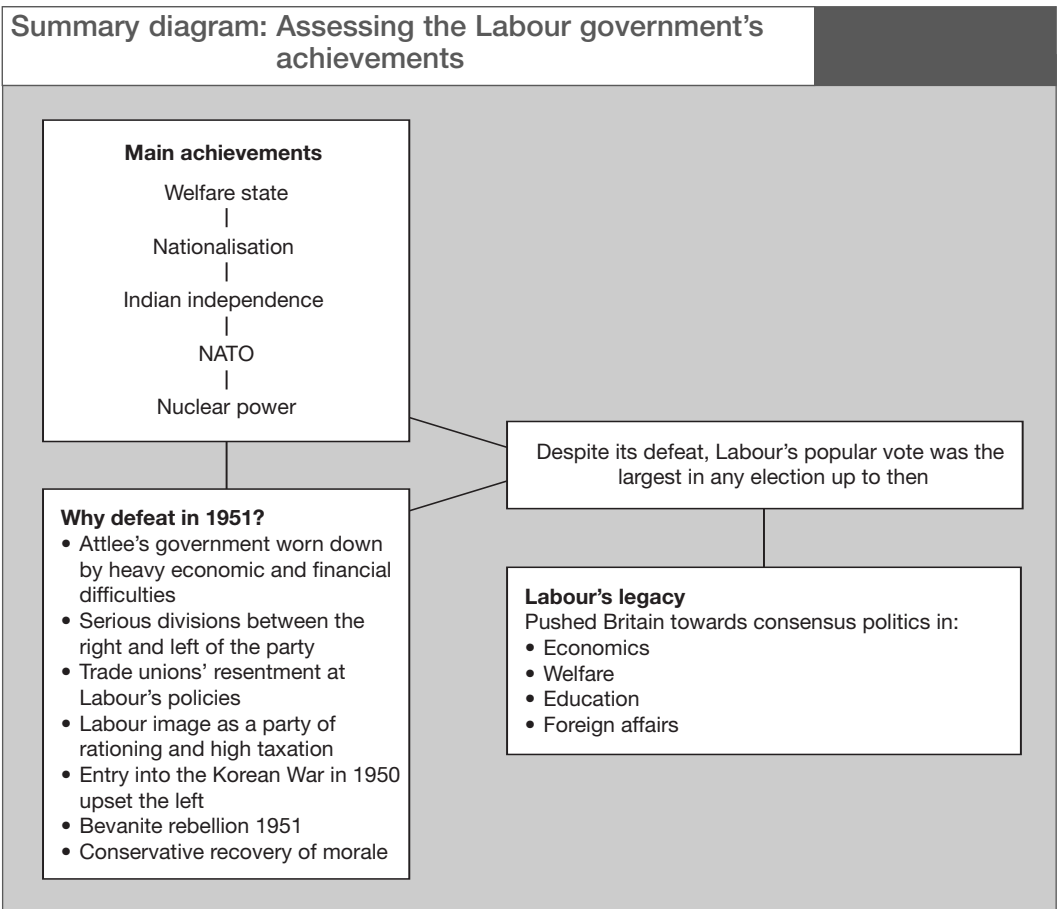 Summary diagram: Assessing the Labour government's
achievements
Main achievements
Welfare state
Nationalisation
Indian independence
NATO
Nuclear power
Why defeat in 1951?
• Attlee's government worn down
by heavy economic and financial
difficulties
• Serious divisions between the
right and left of the party
• Trade unions' resentment at
Labour's policies
• Labour image as a party of
rationing and high taxation
• Entry into the Korean War in 1950
upset the left
• Bevanite rebellion 1951
• Conservative recovery of morale
Despite its defeat, Labour's popular vote was the
largest in any election up to then
Labour's legacy
Pushed Britain towards consensus politics in:
• Economics
• Welfare
• Education
• Foreign affairs